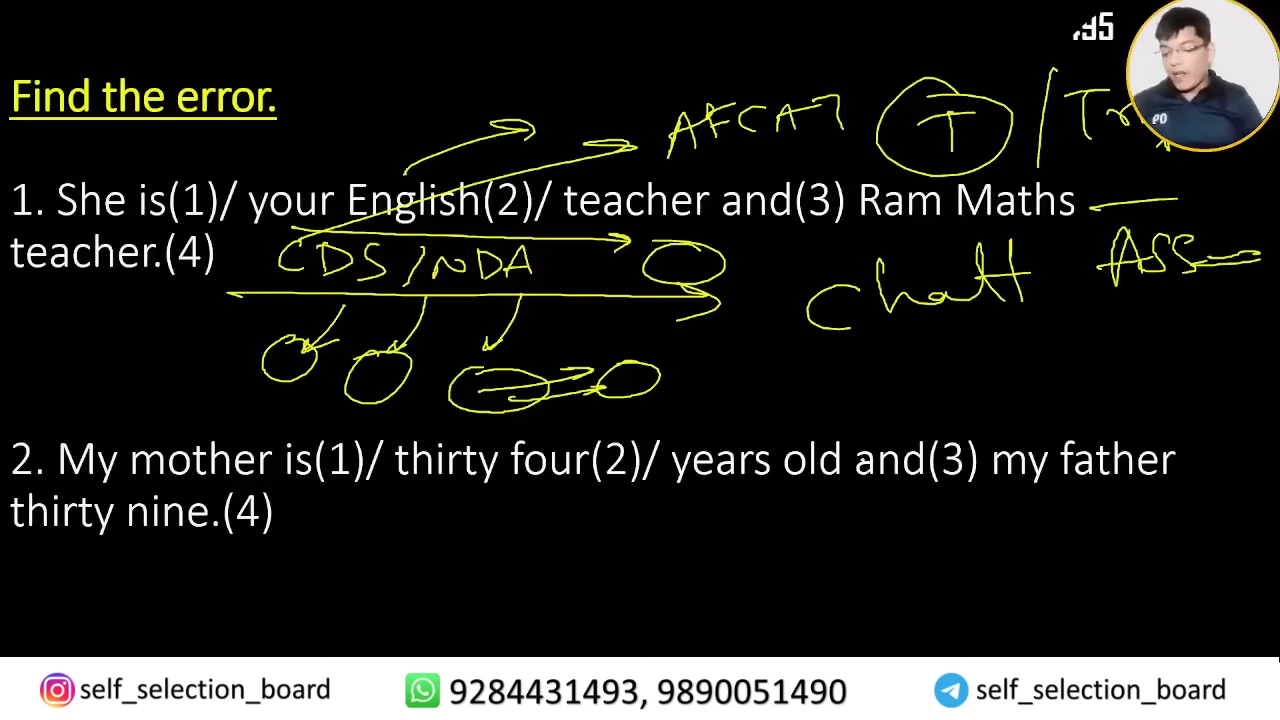 Find the error.
AFCAT T /
1. She is(1)/ your English(2)/ teacher and(3) Ram Maths
teacher.(4)
CDS/NDA
chatt
Ass
2. My mother is(1)/ thirty four(2)/ years old and(3) my father
thirty nine.(4)
self_selection_board 9284431493, 9890051490 self_selection_board